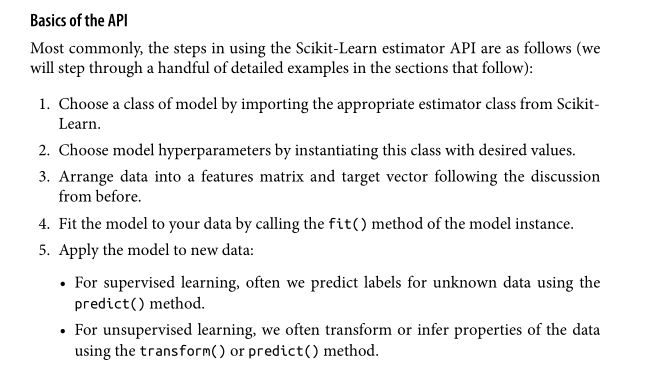 Basics of the API
Most commonly, the steps in using the Scikit-Learn estimator API are as follows (we
will step through a handful of detailed examples in the sections that follow):
1. Choose a class of model by importing the appropriate estimator class from Scikit-
Learn.
2. Choose model hyperparameters by instantiating this class with desired values.
3. Arrange data into a features matrix and target vector following the discussion
from before.
4. Fit the model to your data by calling the fit() method of the model instance.
5. Apply the model to new data:
• For supervised learning, often we predict labels for unknown data using the
predict() method.
• For unsupervised learning, we often transform or infer properties of the data
using the transform() or predict() method.